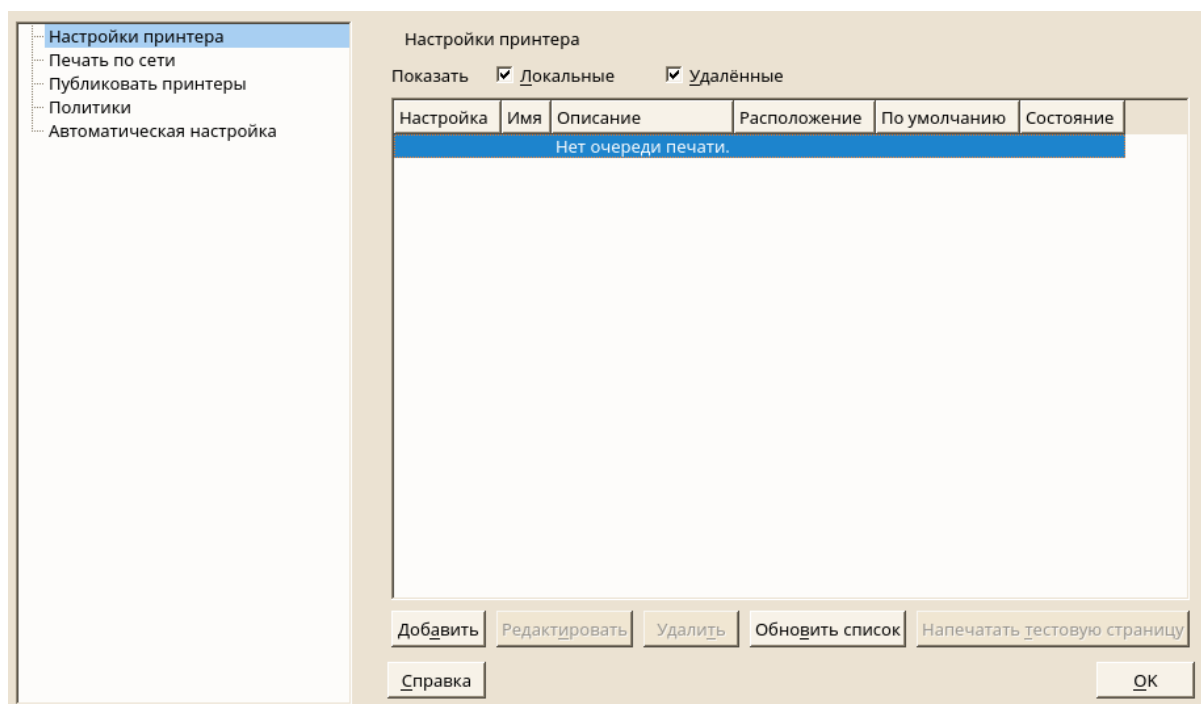 Настройки принтера
Печать по сети
Публиковать принтеры
Политики
Автоматическая настройка
Настройки принтера
Показать Локальные Удалённые
Настройка Имя Описание Расположение По умолчанию Состояние
Нет очереди печати.
Добавить Редактировать Удалить Обновить список Напечатать тестовую страницу
Справка OK